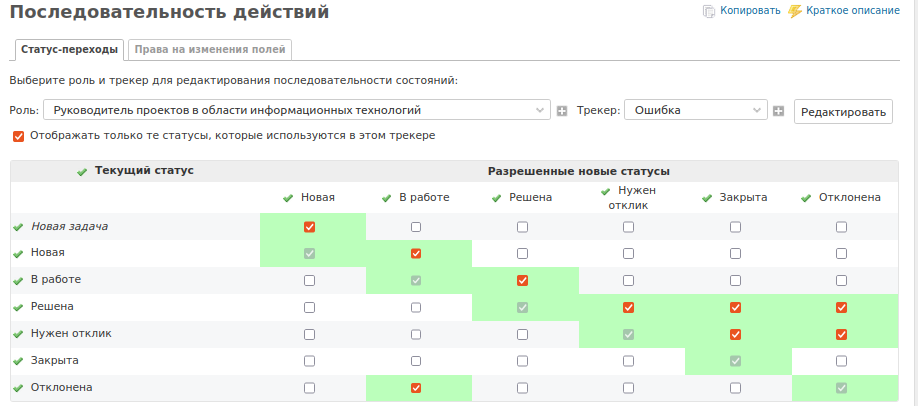 Последовательность действий
Копировать Краткое описание
Статус-переходы Права на изменения полей
Выберите роль и трекер для редактирования последовательности состояний:
Роль: Руководитель проектов в области информационных технологий Трекер: Ошибка Редактировать
Отображать только те статусы, которые используются в этом трекере
Текущий статус Разрешенные новые статусы
Новая В работе Решена Нужен отклик Закрыта Отклонена
Новая задача
Новая
В работе
Решена
Нужен отклик
Закрыта
Отклонена